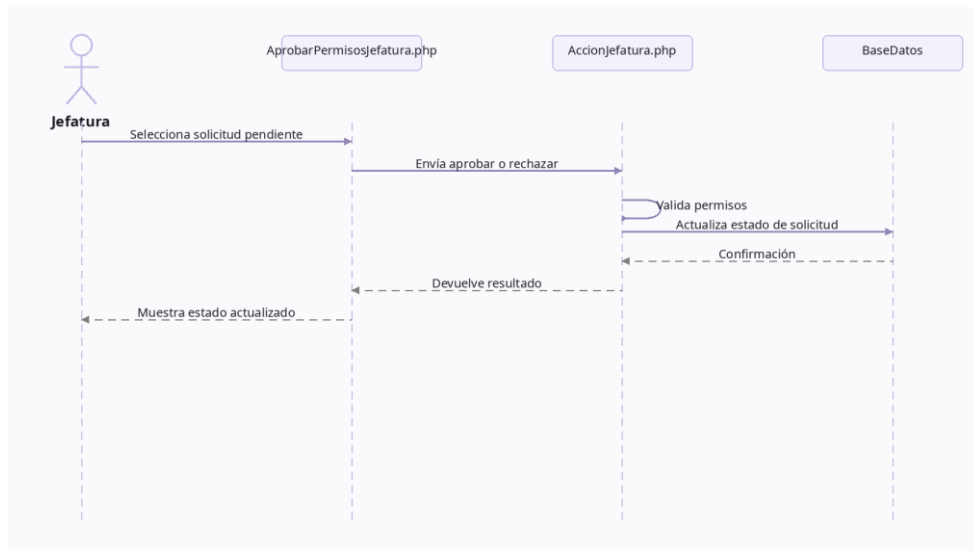 AprobarPermisosJefatura.php
AccionJefatura.php
BaseDatos
Jefatura
Selecciona solicitud pendiente
Envía aprobar o rechazar
Valida permisos
Actualiza estado de solicitud
Confirmación
Devuelve resultado
Muestra estado actualizado